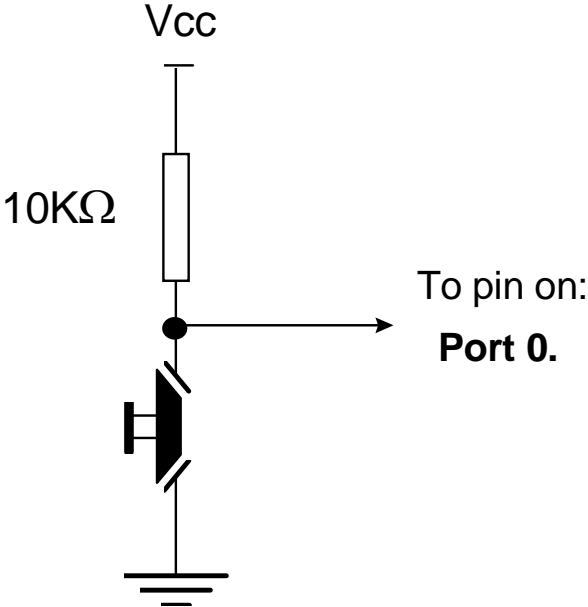 Vcc
10KΩ
To pin on:
Port 0.